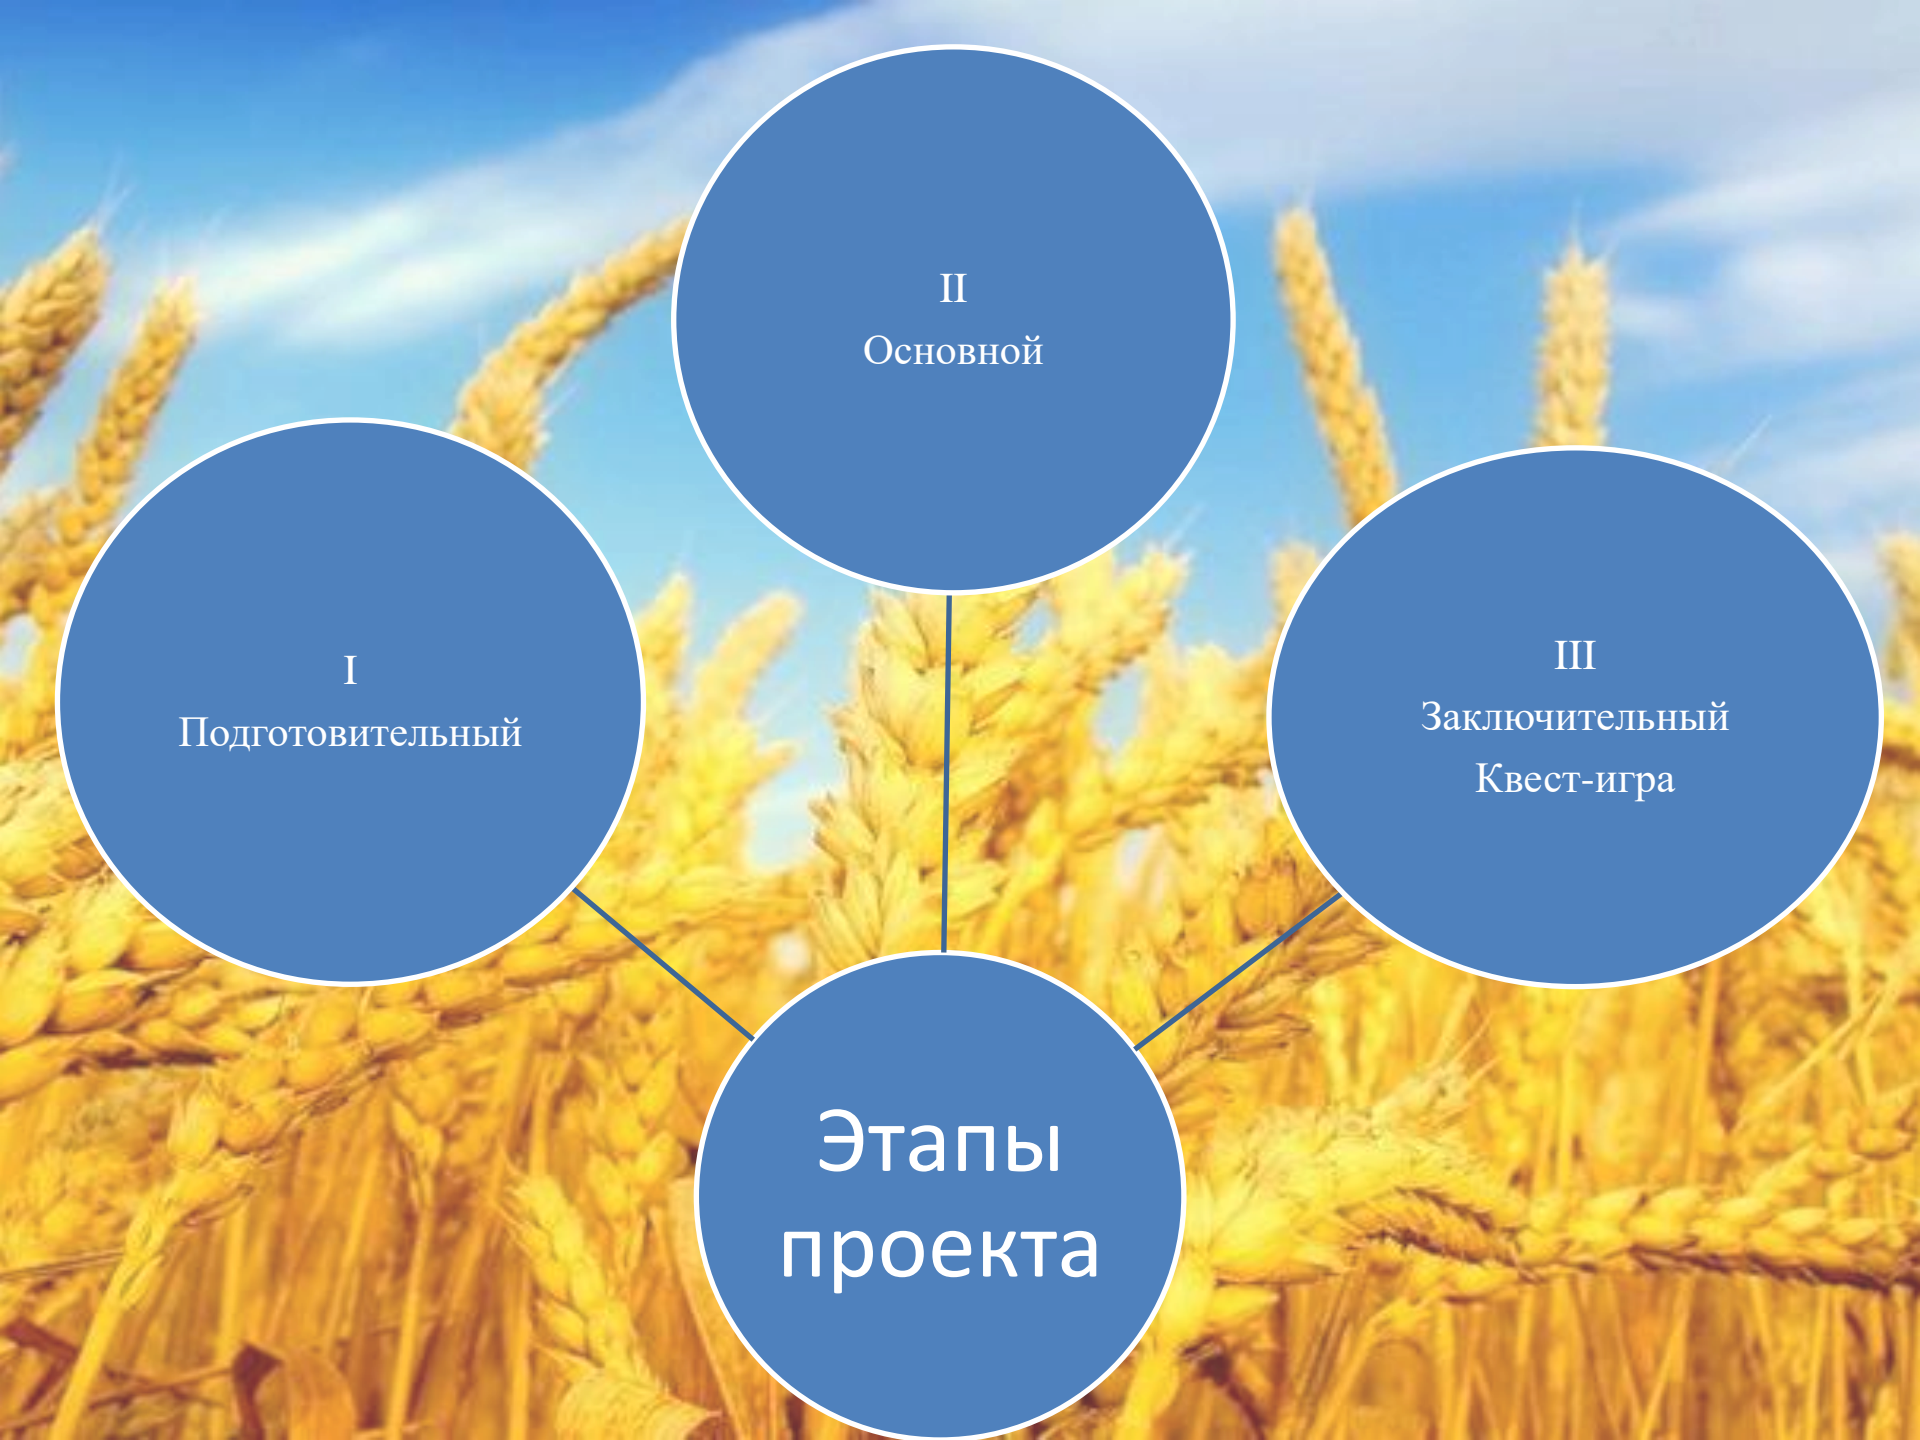 II
Основной
I
Подготовительный
III
Заключительный
Квест-игра
Этапы
проекта